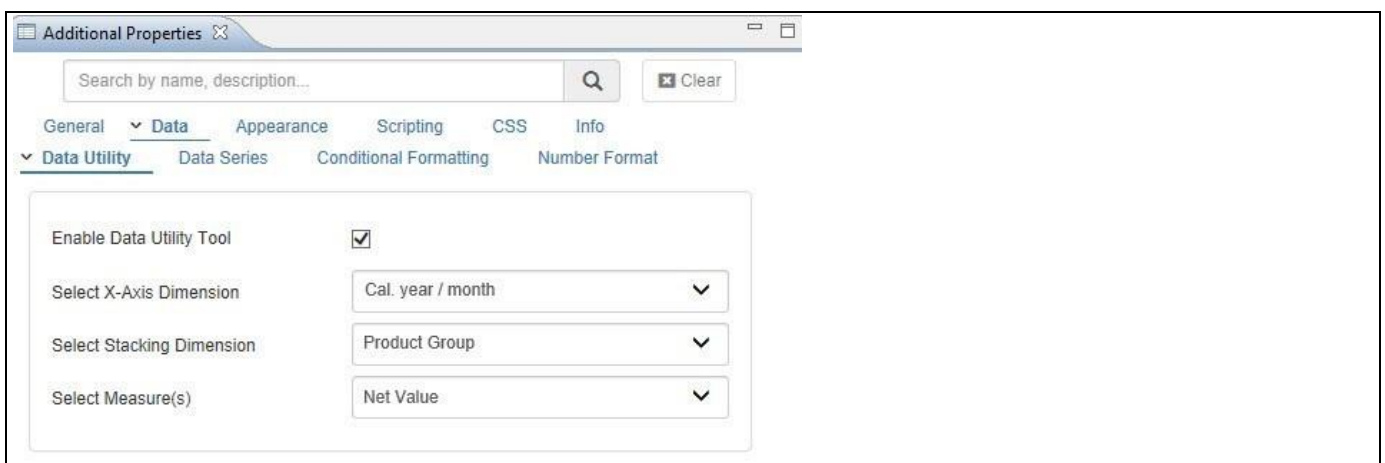 Additional Properties
Search by name, description... Clear
General Data Appearance Scripting CSS Info
Data Utility Data Series Conditional Formatting Number Format
Enable Data Utility Tool
Select X-Axis Dimension Cal. year / month
Select Stacking Dimension Product Group
Select Measure(s) Net Value